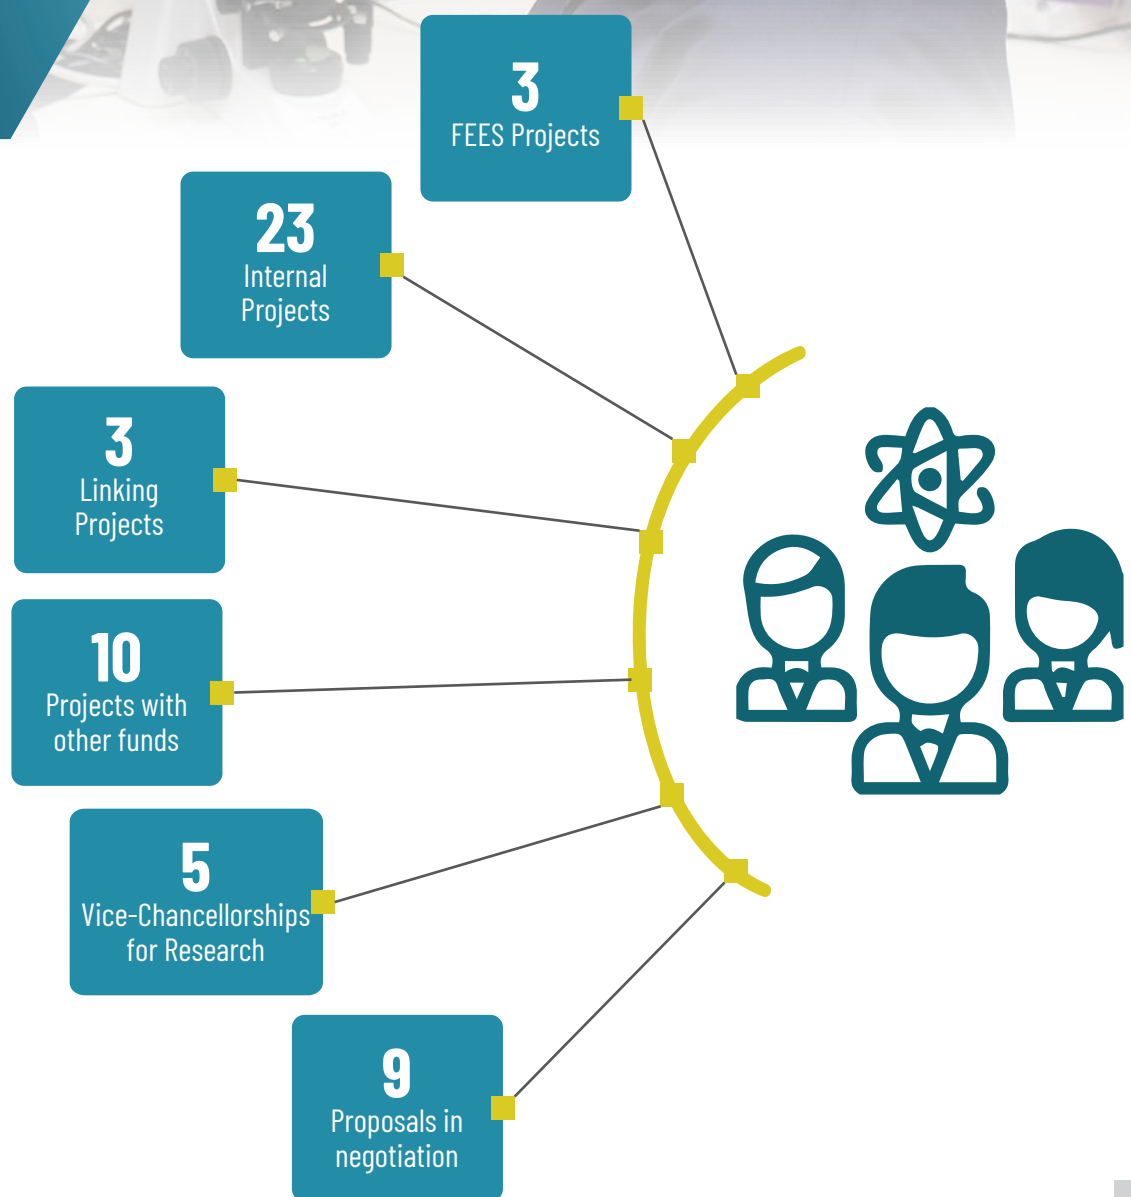 3
FEES Projects
23
Internal
Projects
3
Linking
Projects
10
Projects with
other funds
5
Vice-Chancellorships
for Research
9
Proposals in
negotiation